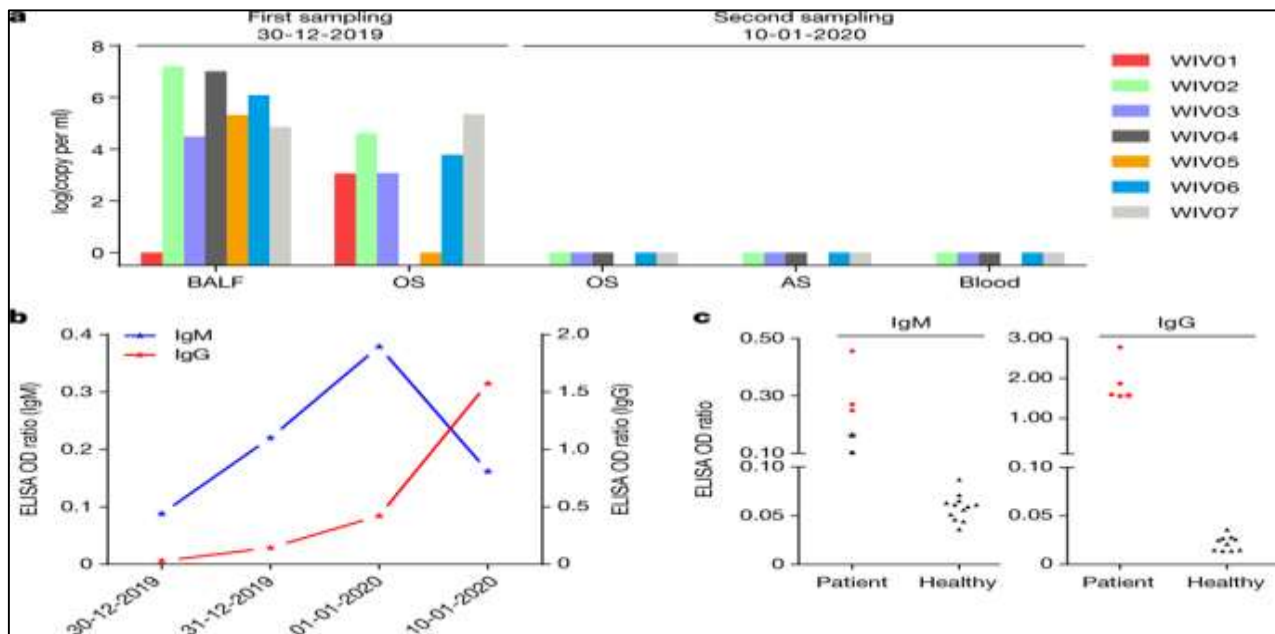 a
First sampling
30-12-2019
Second sampling
10-01-2020
log(copy per ml)
8
6
4
2
0
BALF
OS
OS
AS
Blood
WIV01
WIV02
WIV03
WIV04
WIV05
WIV06
WIV07
b
IgM
IgG
ELISA OD ratio (IgM)
0.4
0.3
0.2
0.1
0
ELISA OD ratio (IgG)
2.0
1.5
1.0
0.5
0
30-12-2019
31-12-2019
01-01-2020
10-01-2020
c
IgM
IgG
ELISA OD ratio
0.50
0.30
0.10
0.10
0.05
0
Patient
Healthy
3.00
2.00
1.00
0.10
0.05
0
Patient
Healthy